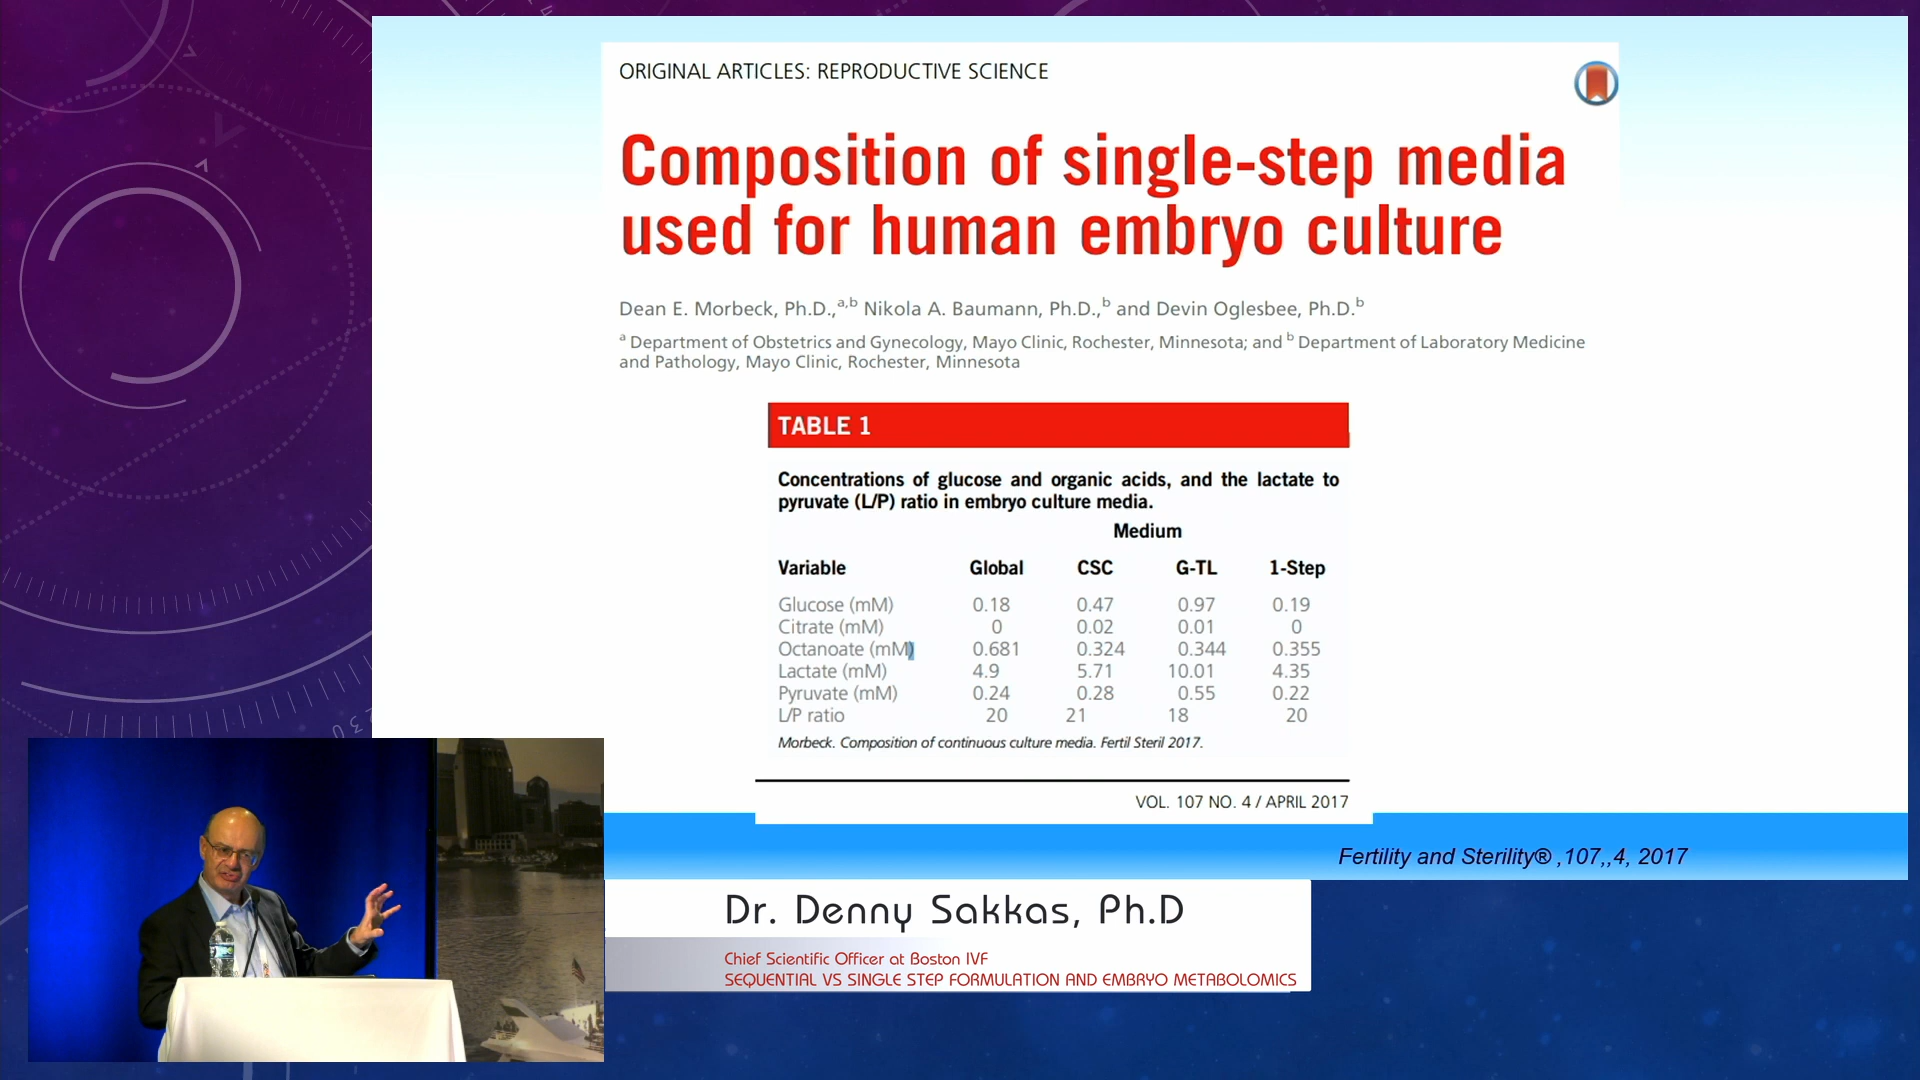 ORIGINAL ARTICLES: REPRODUCTIVE SCIENCE
Composition of single-step media
used for human embryo culture
Dean E. Morbeck, Ph.D.,a,b Nikola A. Baumann, Ph.D.,b and Devin Oglesbee, Ph.D.b
a Department of Obstetrics and Gynecology, Mayo Clinic, Rochester, Minnesota; and b Department of Laboratory Medicine
and Pathology, Mayo Clinic, Rochester, Minnesota
TABLE 1
Concentrations of glucose and organic acids, and the lactate to
pyruvate (L/P) ratio in embryo culture media.
Medium
Variable Global CSC G-TL 1-Step
Glucose (mM) 0.18 0.47 0.97 0.19
Citrate (mM) 0 0.02 0.01 0
Octanoate (mM) 0.681 0.324 0.344 0.355
Lactate (mM) 4.9 5.71 10.01 4.35
Pyruvate (mM) 0.24 0.28 0.55 0.22
L/P ratio 20 21 18 20
Morbeck. Composition of continuous culture media. Fertil Steril 2017.
VOL. 107 NO. 4 / APRIL 2017
Fertility and Sterility® ,107,,4, 2017
Dr. Denny Sakkas, Ph.D
Chief Scientific Officer at Boston IVF
SEQUENTIAL VS SINGLE STEP FORMULATION AND EMBRYO METABOLOMICS
230